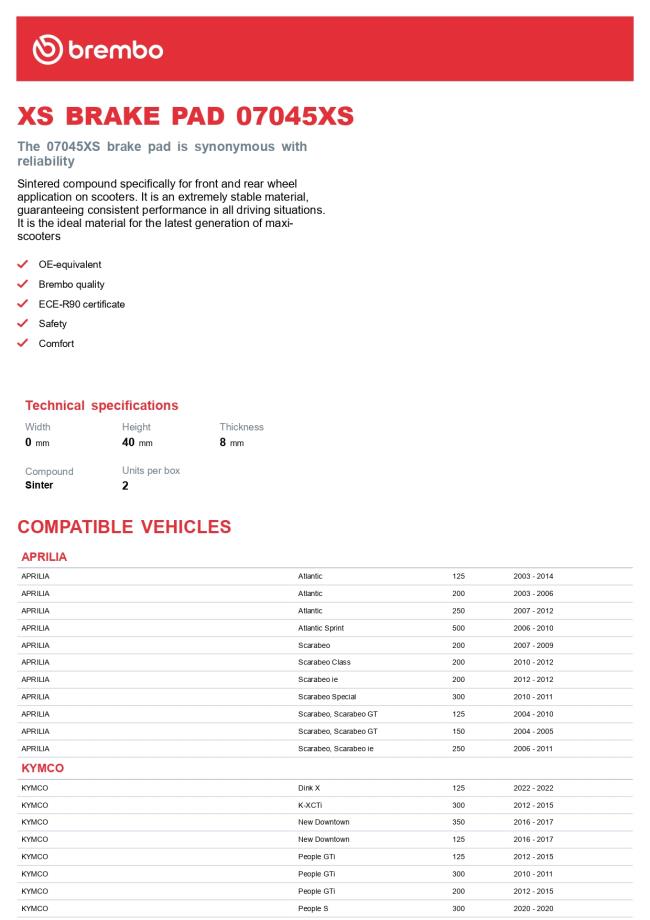 brembo
XS BRAKE PAD 07045XS
The 07045XS brake pad is synonymous with
reliability
Sintered compound specifically for front and rear wheel
application on scooters. It is an extremely stable material,
guaranteeing consistent performance in all driving situations.
It is the ideal material for the latest generation of maxi-
scooters
OE-equivalent
Brembo quality
ECE-R90 certificate
Safety
Comfort
Technical specifications
Width Height Thickness
0 mm 40 mm 8 mm
Compound Units per box
Sinter 2
COMPATIBLE VEHICLES
APRILIA
APRILIA Atlantic 125 2003 - 2014
APRILIA Atlantic 200 2003 - 2006
APRILIA Atlantic 250 2007 - 2012
APRILIA Atlantic Sprint 500 2006 - 2010
APRILIA Scarabeo 200 2007 - 2009
APRILIA Scarabeo Class 200 2010 - 2012
APRILIA Scarabeo ie 200 2012 - 2012
APRILIA Scarabeo Special 300 2010 - 2011
APRILIA Scarabeo, Scarabeo GT 125 2004 - 2010
APRILIA Scarabeo, Scarabeo GT 150 2004 - 2005
APRILIA Scarabeo, Scarabeo ie 250 2006 - 2011
KYMCO
KYMCO Dink X 125 2022 - 2022
KYMCO K-XCTi 300 2012 - 2015
KYMCO New Downtown 350 2016 - 2017
KYMCO New Downtown 125 2016 - 2017
KYMCO People GTi 125 2012 - 2015
KYMCO People GTi 300 2010 - 2011
KYMCO People GTi 200 2012 - 2015
KYMCO People S 300 2020 - 2020